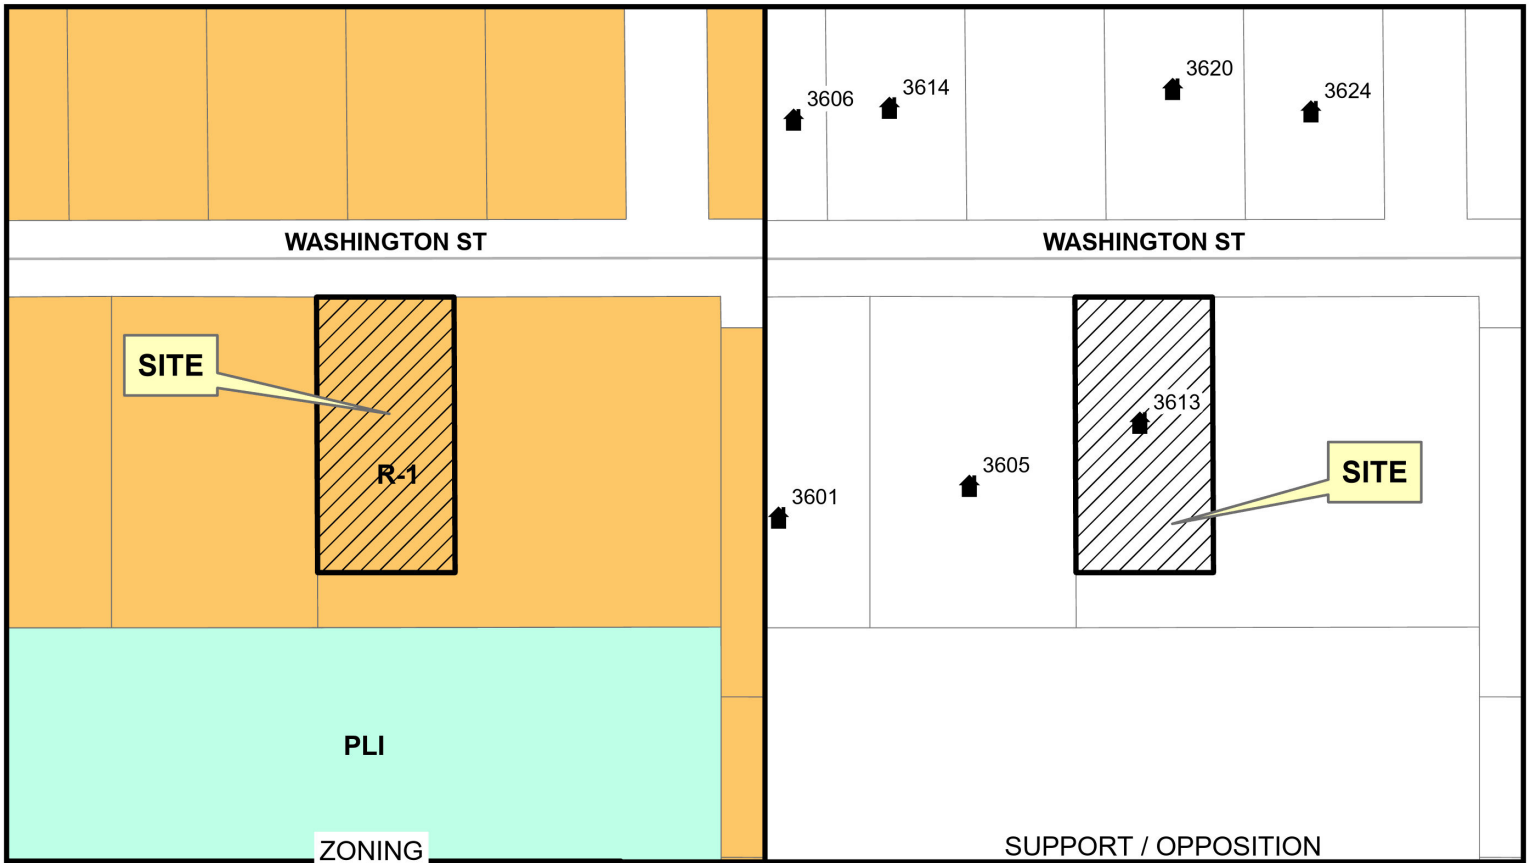 WASHINGTON ST
SITE
R-1
PLI
ZONING
3606
3614
3620
3624
WASHINGTON ST
3613
3605
SITE
3601
SUPPORT / OPPOSITION